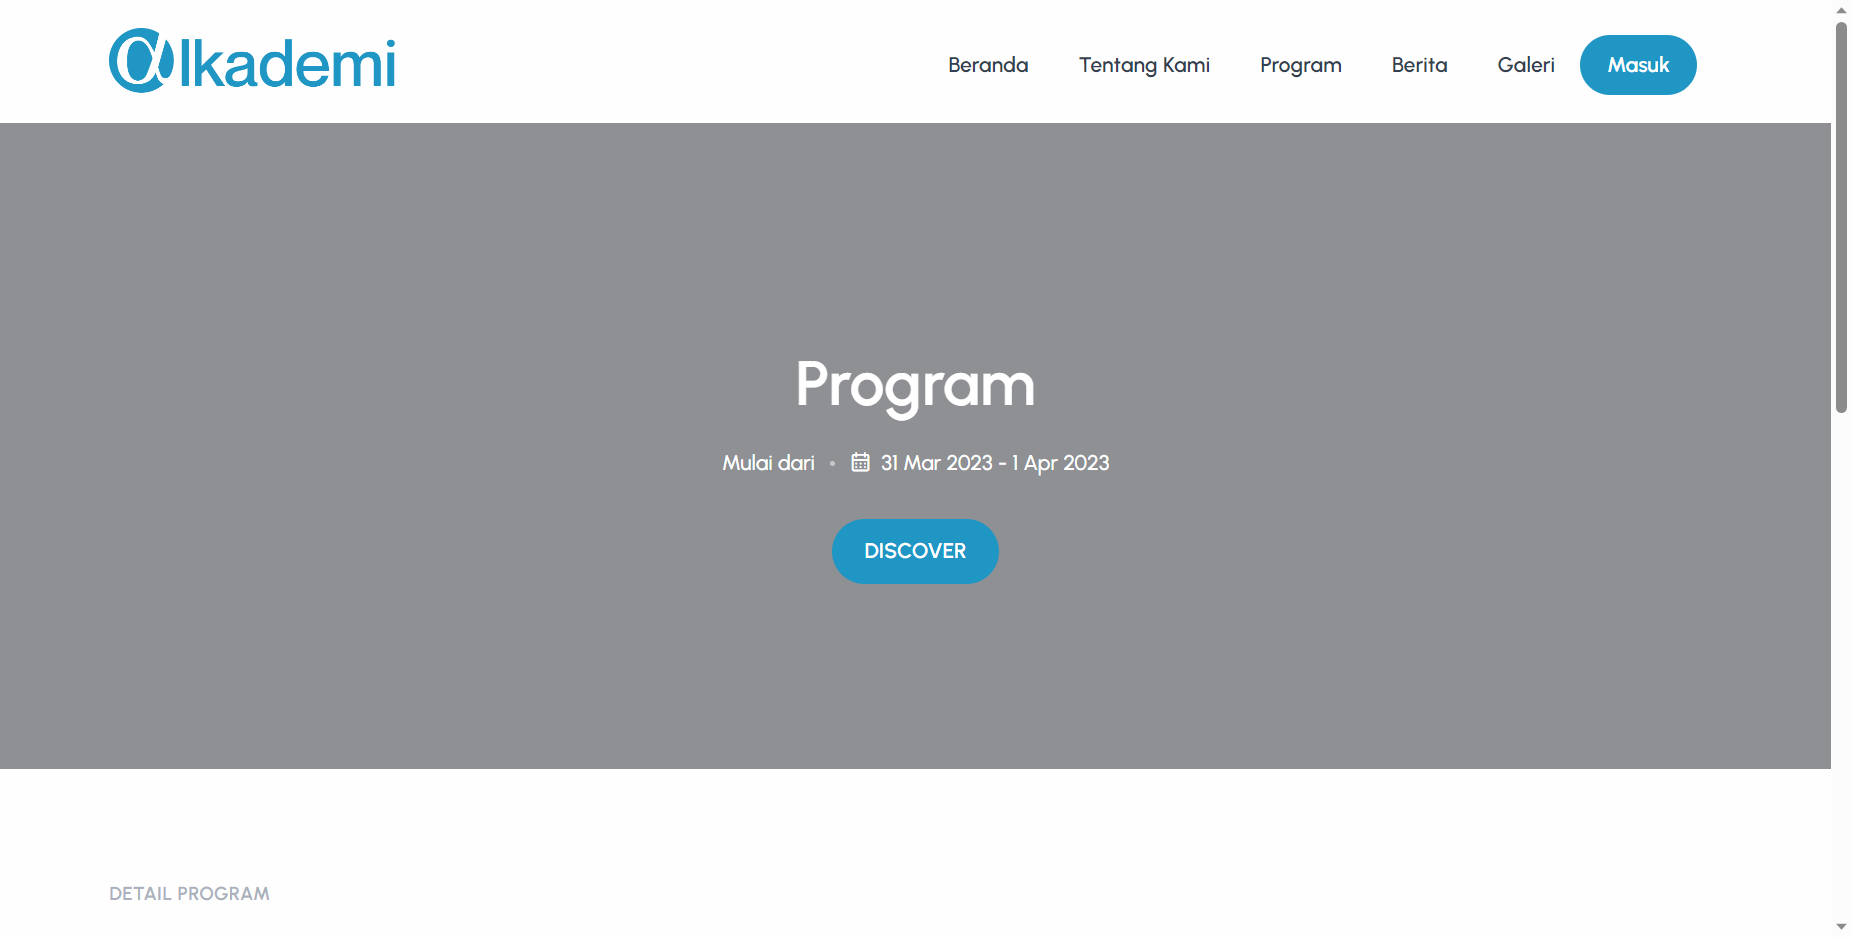 alkademi
Beranda Tentang Kami Program Berita Galeri Masuk
Program
Mulai dari • 31 Mar 2023 - 1 Apr 2023
DISCOVER
DETAIL PROGRAM